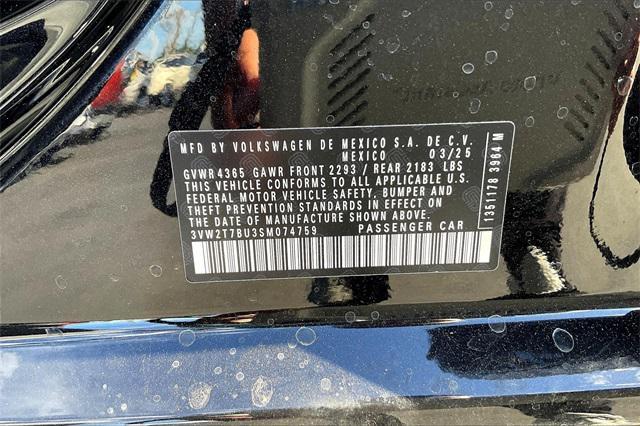 MFD BY VOLKSWAGEN DE MEXICO S.A. DE C.V.
MEXICO 03/25
GVWR 4365 GAWR FRONT 2293 / REAR 2183 LBS
THIS VEHICLE CONFORMS TO ALL APPLICABLE U.S.
FEDERAL MOTOR VEHICLE SAFETY, BUMPER AND
THEFT PREVENTION STANDARDS IN EFFECT ON
THE DATE OF MANUFACTURE SHOWN ABOVE.
3VW2T7BU3SM074759 PASSENGER CAR
1351178 3964 M